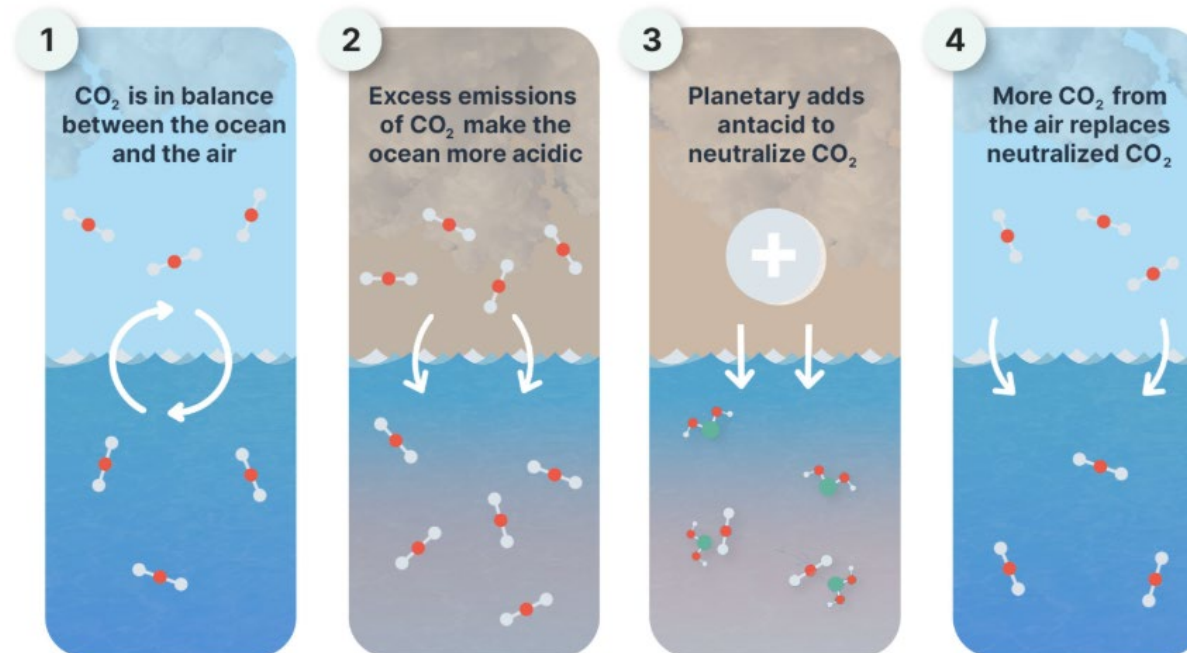 1
CO₂ is in balance
between the ocean
and the air
2
Excess emissions
of CO₂ make the
ocean more acidic
3
Planetary adds
antacid to
neutralize CO₂
4
More CO₂ from
the air replaces
neutralized CO₂